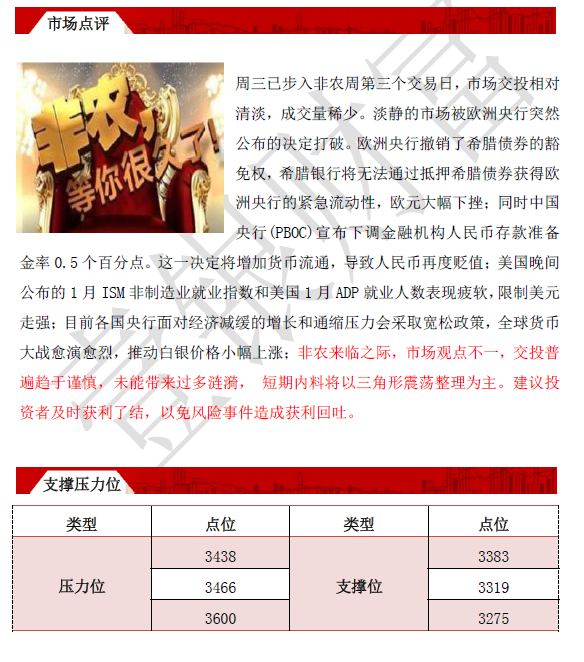 市场点评
非农,
等你很久了!
周三已步入非农周第三个交易日,市场交投相对
清淡,成交量稀少。淡静的市场被欧洲央行突然
公布的决定打破。欧洲央行撤销了希腊债券的豁
免权,希腊银行将无法通过抵押希腊债券获得欧
洲央行的紧急流动性,欧元大幅下挫;同时中国
央行(PBOC)宣布下调金融机构人民币存款准备
金率 0.5 个百分点。这一决定将增加货币流通,导致人民币再度贬值;美国晚间
公布的 1 月 ISM 非制造业就业指数和美国 1 月 ADP 就业人数表现疲软,限制美元
走强;目前各国央行面对经济减缓的增长和通缩压力会采取宽松政策,全球货币
大战愈演愈烈,推动白银价格小幅上涨;非农来临之际,市场观点不一,交投普
遍趋于谨慎,未能带来过多涟漪, 短期内料将以三角形震荡整理为主。建议投
资者及时获利了结,以免风险事件造成获利回吐。
壹银财富
支撑压力位
类型 点位 类型 点位
3438 3383
压力位 3466 支撑位 3319
3600 3275